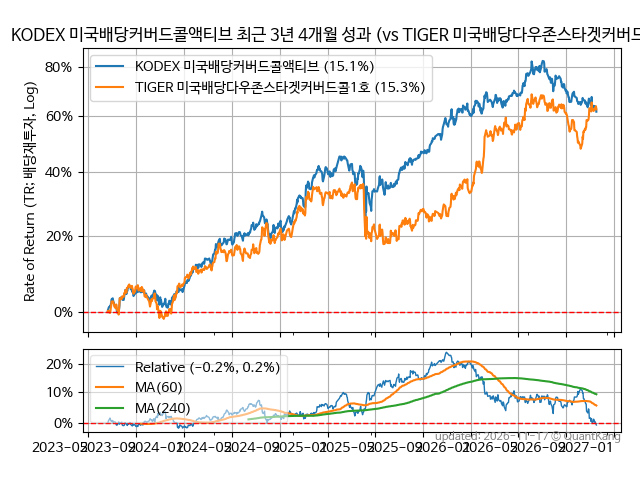 KODEX 미국배당커버드콜액티브 최근 3년 4개월 성과 (vs TIGER 미국배당다우존스타겟커버드
Rate of Return (TR: 배당재투자, Log)
80%
60%
40%
20%
0%
KODEX 미국배당커버드콜액티브 (15.1%)
TIGER 미국배당다우존스타겟커버드콜1호 (15.3%)
20%
10%
0%
Relative (−0.2%, 0.2%)
MA(60)
MA(240)
2023-05 2023-09 2024-01 2024-05 2024-09 2025-01 2025-05 2025-09 2026-01 2026-05 2026-09 2027-01
updated: 2026-11-17 © QuantKang